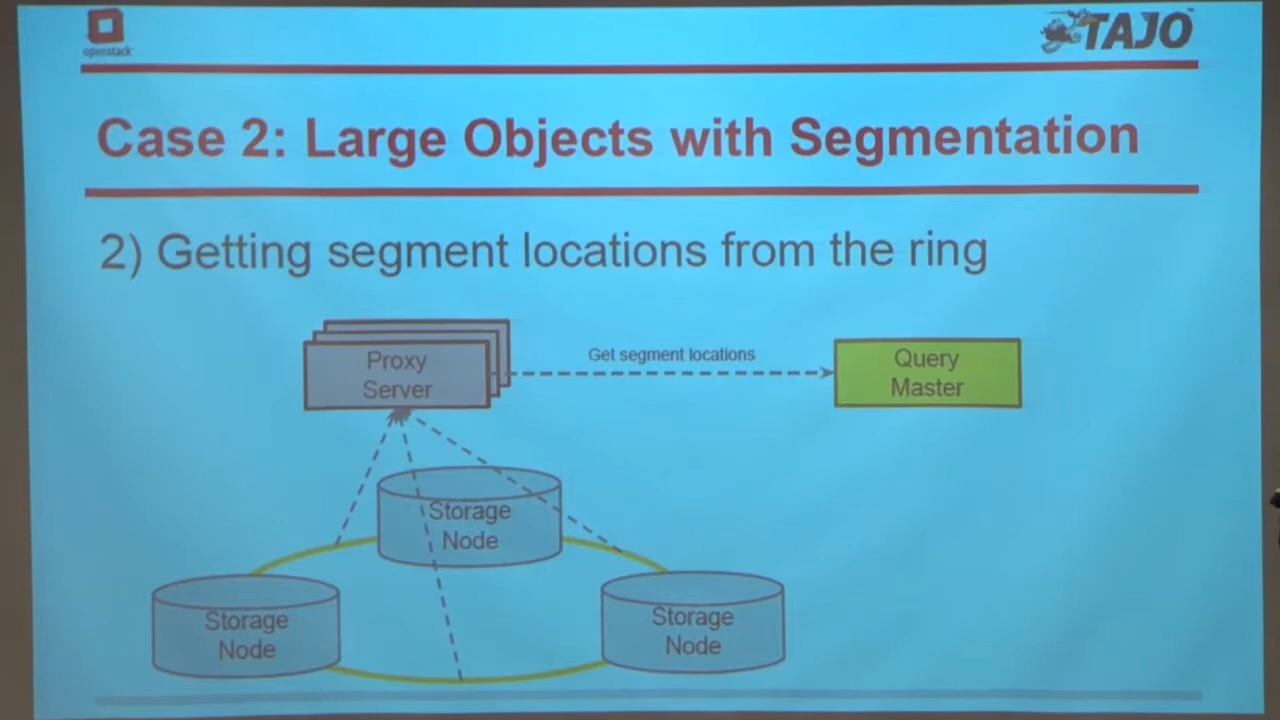 openstack
TAJO
Case 2: Large Objects with Segmentation
2) Getting segment locations from the ring
Proxy
Server
Get segment locations
Query
Master
Storage
Node
Storage
Node
Storage
Node